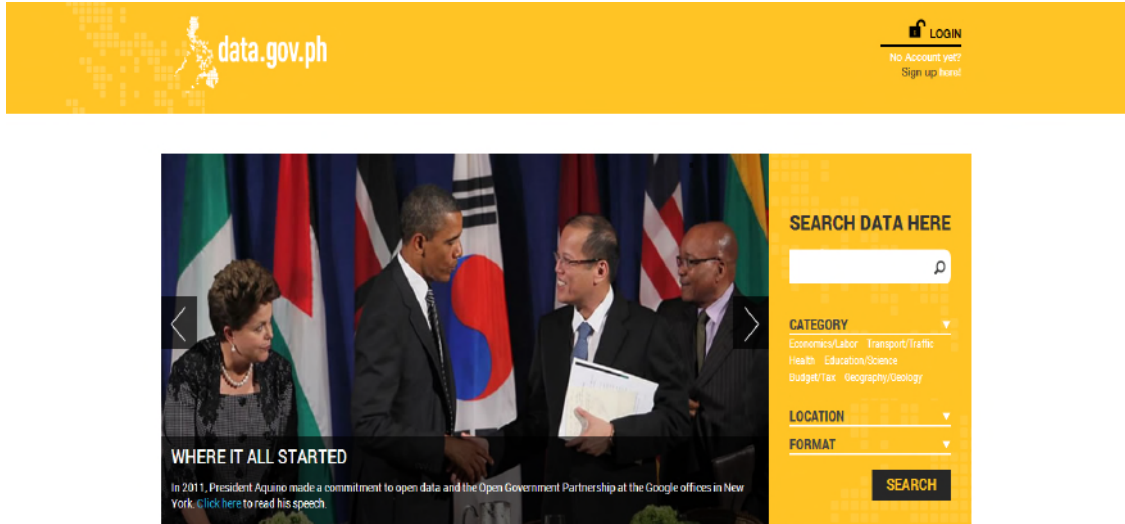 data.gov.ph
LOGIN
No Account yet?
Sign up here!
SEARCH DATA HERE
CATEGORY
Economics/Labor Transport/Traffic
Health Education/Science
Budget/Tax Geography/Geology
LOCATION
FORMAT
SEARCH
WHERE IT ALL STARTED
In 2011, President Aquino made a commitment to open data and the Open Government Partnership at the Google offices in New
York. Click here to read his speech.